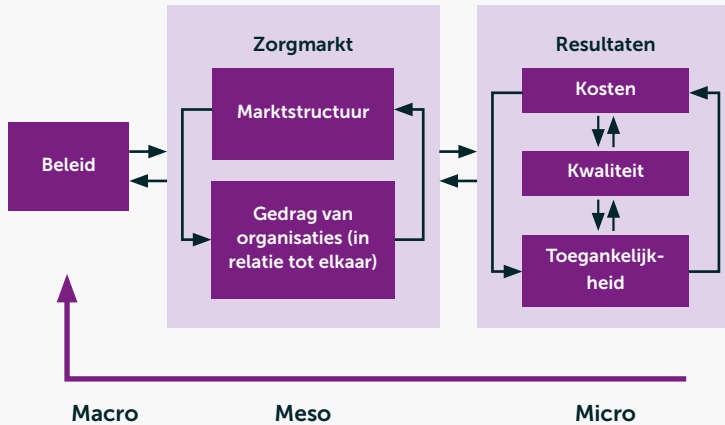 Zorgmarkt
Resultaten
Beleid
Marktstructuur
Gedrag van
organisaties (in
relatie tot elkaar)
Kosten
Kwaliteit
Toegankelijk-
heid
Macro
Meso
Micro